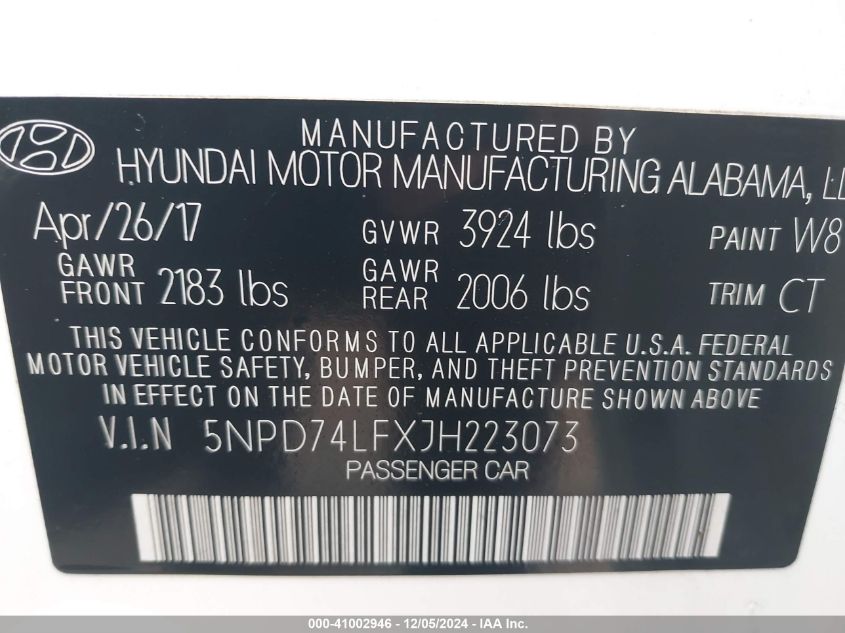 MANUFACTURED BY
HYUNDAI MOTOR MANUFACTURING ALABAMA,
Apr/26/17 GVWR 3924 lbs PAINT W8
GAWR FRONT 2183 lbs GAWR REAR 2006 lbs TRIM CT
THIS VEHICLE CONFORMS TO ALL APPLICABLE U.S.A. FEDERAL
MOTOR VEHICLE SAFETY, BUMPER, AND THEFT PREVENTION STANDARDS
IN EFFECT ON THE DATE OF MANUFACTURE SHOWN ABOVE
V.I.N 5NPD74LFXJH223073
PASSENGER CAR
000-41002946 - 12/05/2024 - IAA Inc.